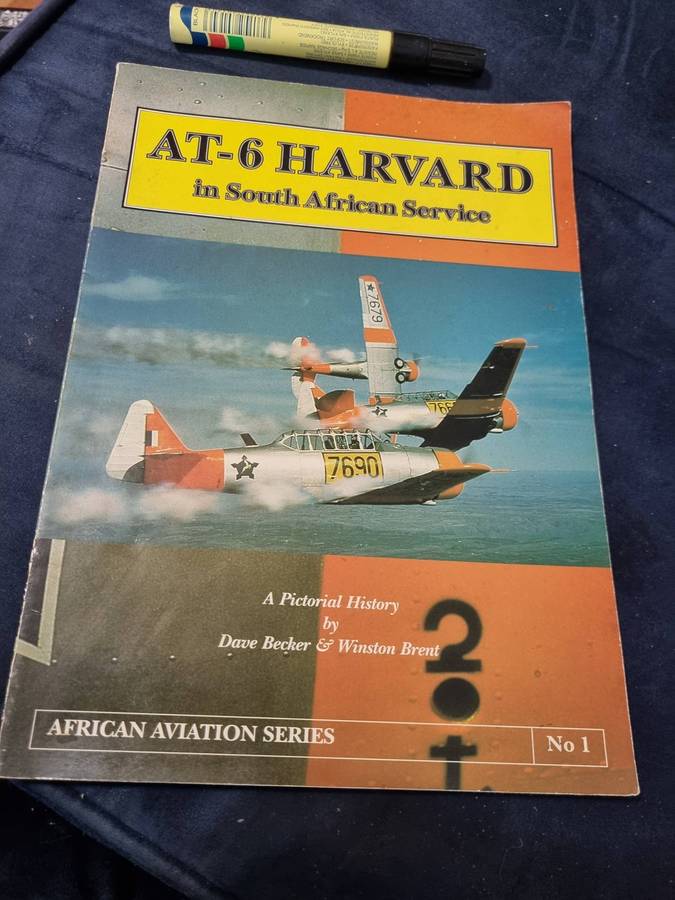 AT-6 HARVARD
in South African Service
7679
766
7690
A Pictorial History
by
Dave Becker & Winston Brent
AFRICAN AVIATION SERIES
No 1